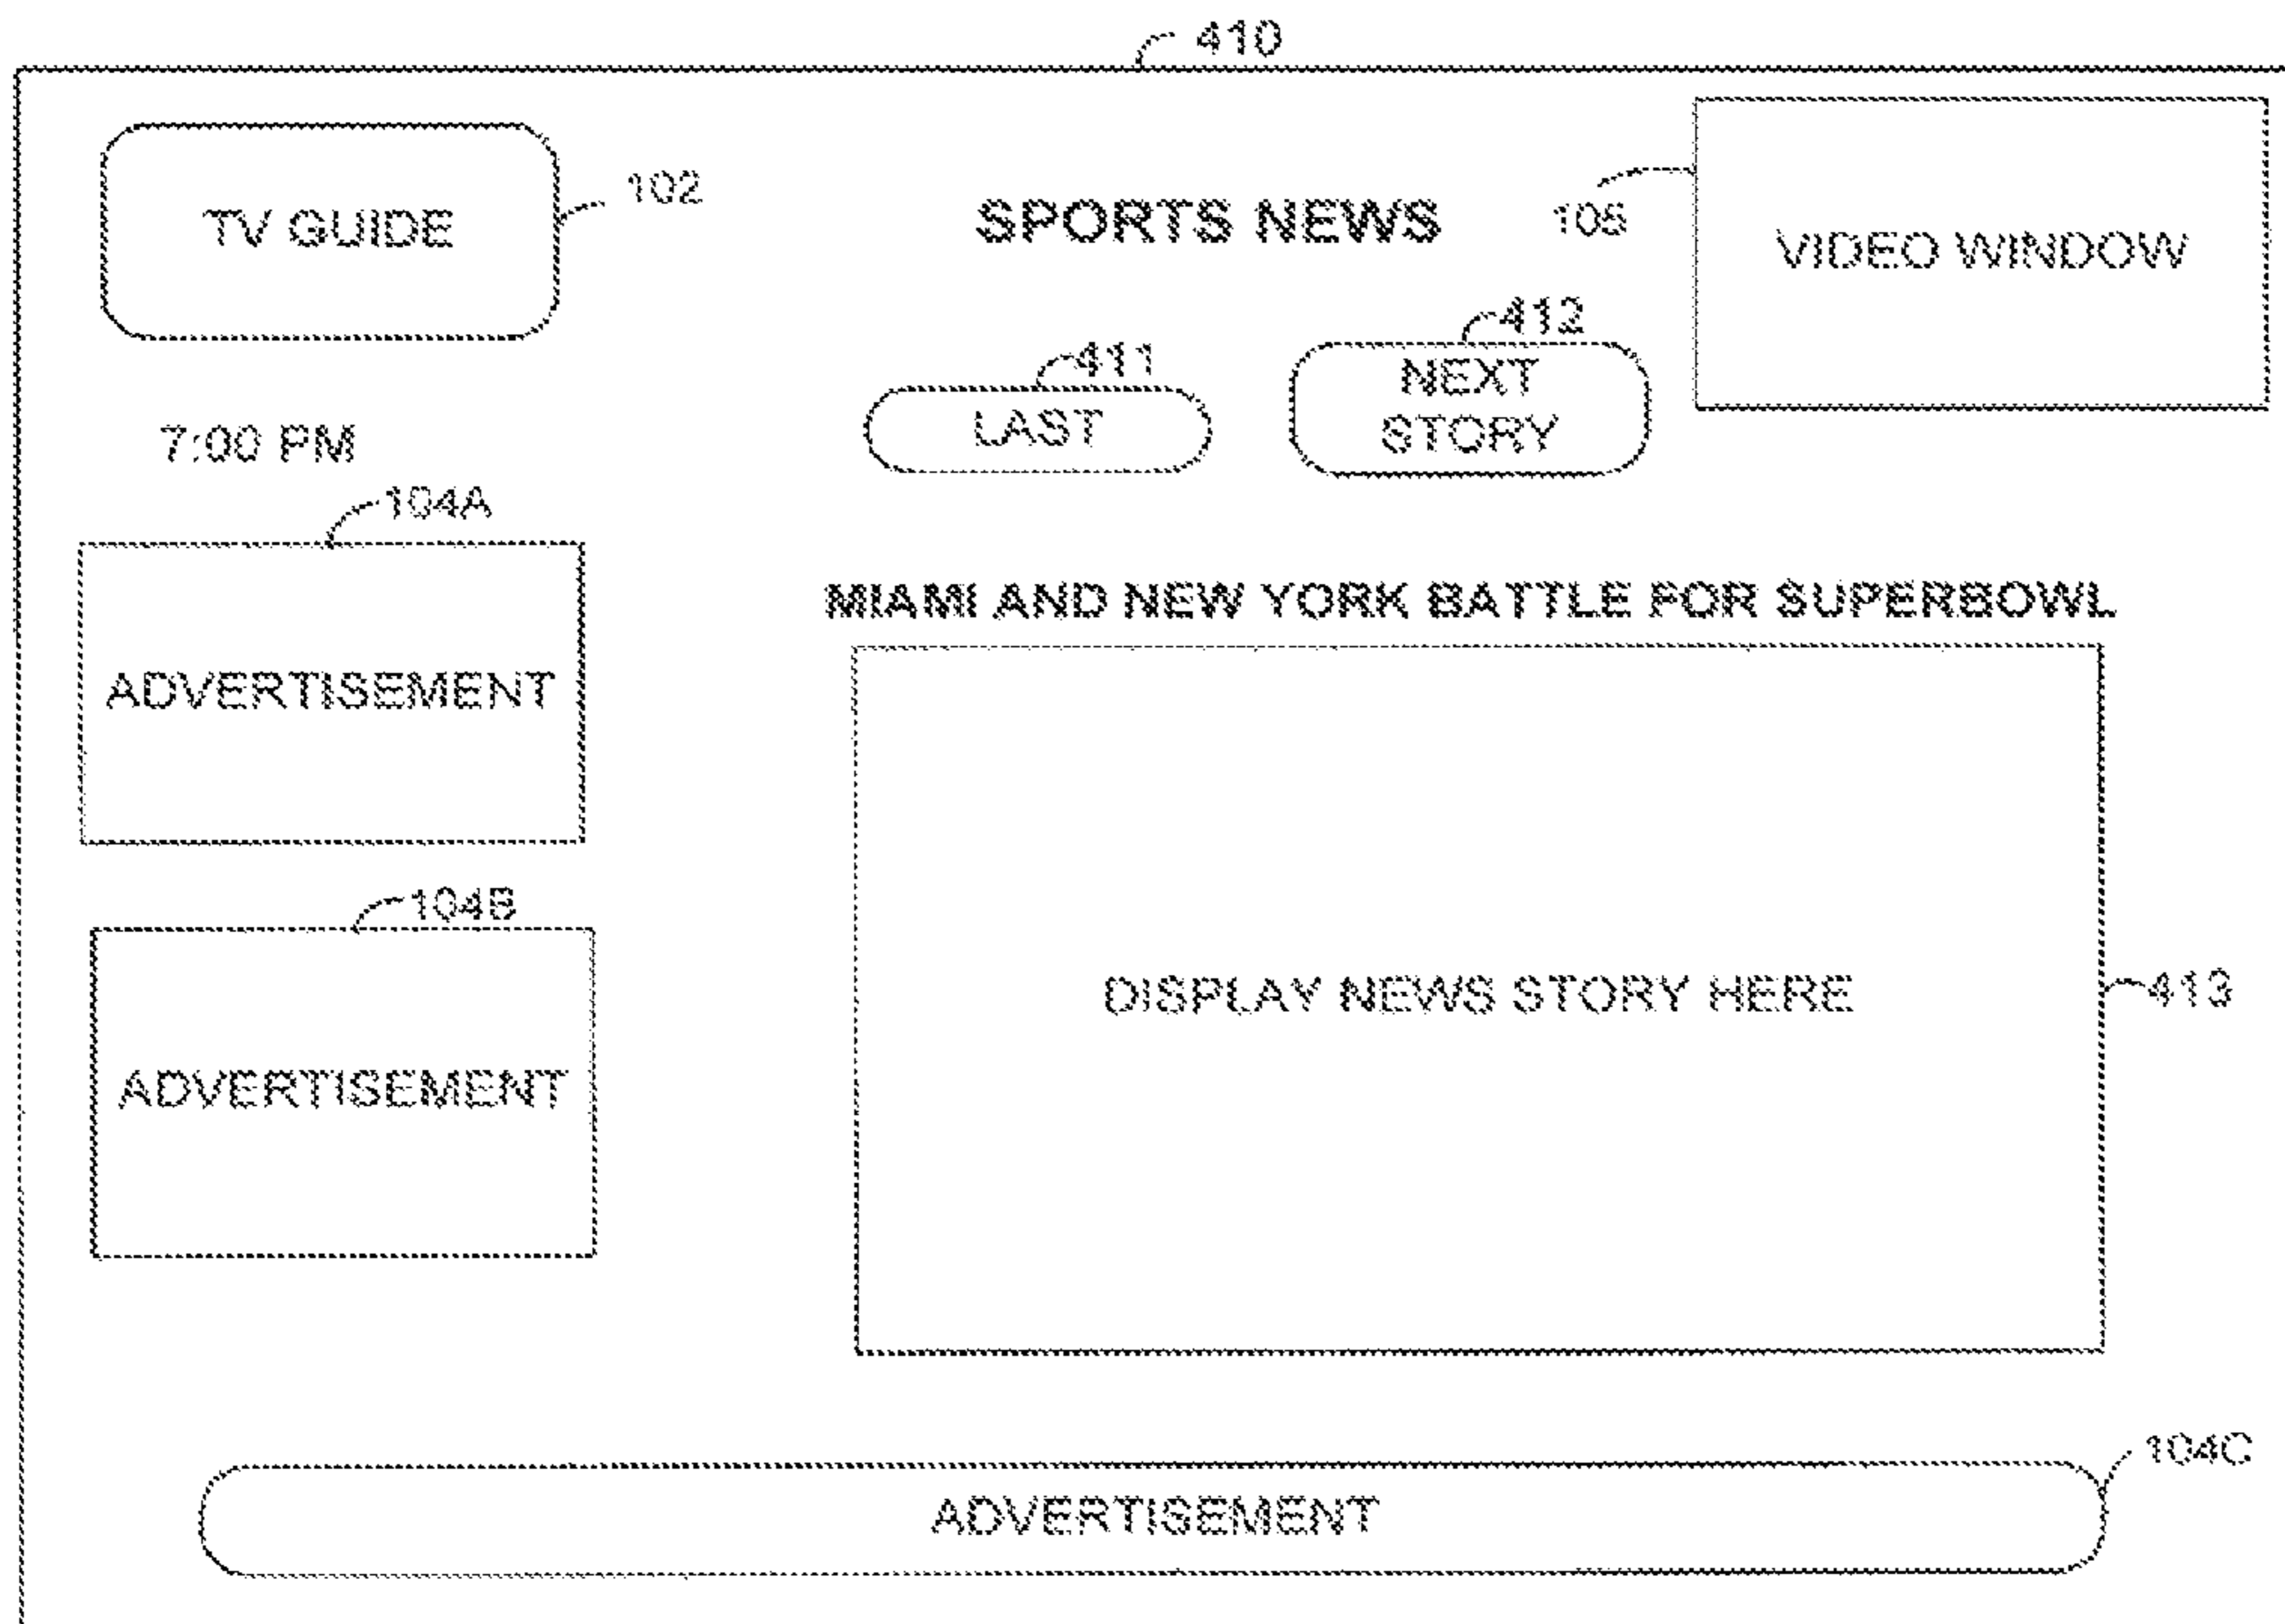 410
TV GUIDE
102
SPORTS NEWS
105
VIDEO WINDOW
411
LAST
412
NEXT
STORY
7:00 PM
104A
ADVERTISEMENT
104B
ADVERTISEMENT
MIAMI AND NEW YORK BATTLE FOR SUPERBOWL
DISPLAY NEWS STORY HERE
413
104C
ADVERTISEMENT